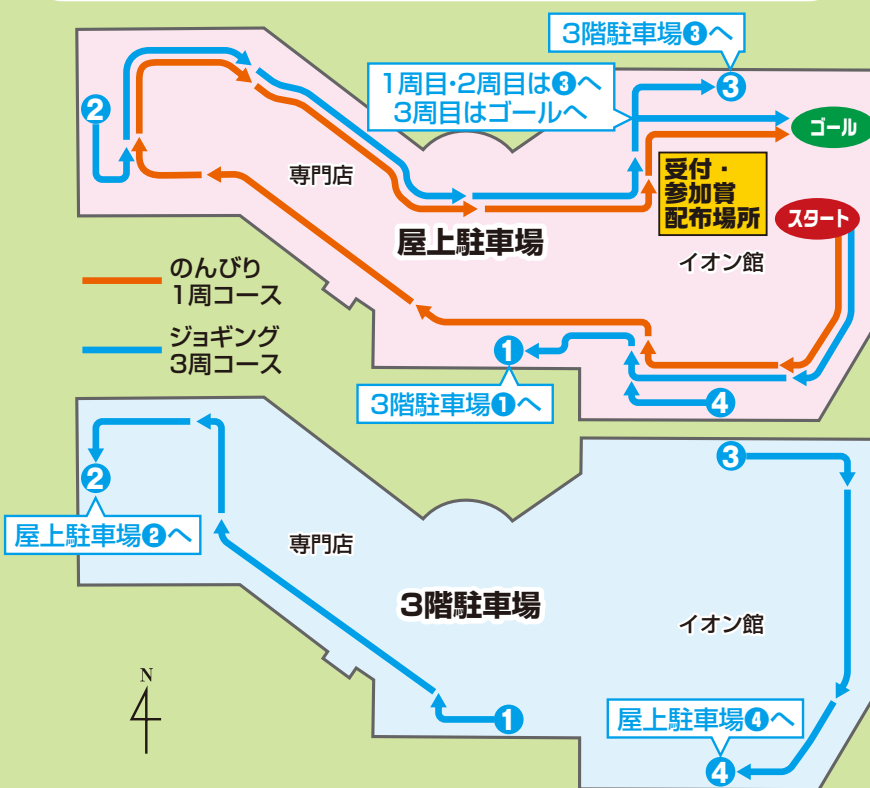 3階駐車場❸へ
❸
1周目・2周目は❸へ
3周目はゴールへ
ゴール
❷
専門店
受付・
参加賞
配布場所
スタート
屋上駐車場
イオン館
のんびり
1周コース
ジョギング
3周コース
❶
3階駐車場❶へ
❹
❷
屋上駐車場❷へ
❸
専門店
3階駐車場
イオン館
N
❶
屋上駐車場❹へ
❹